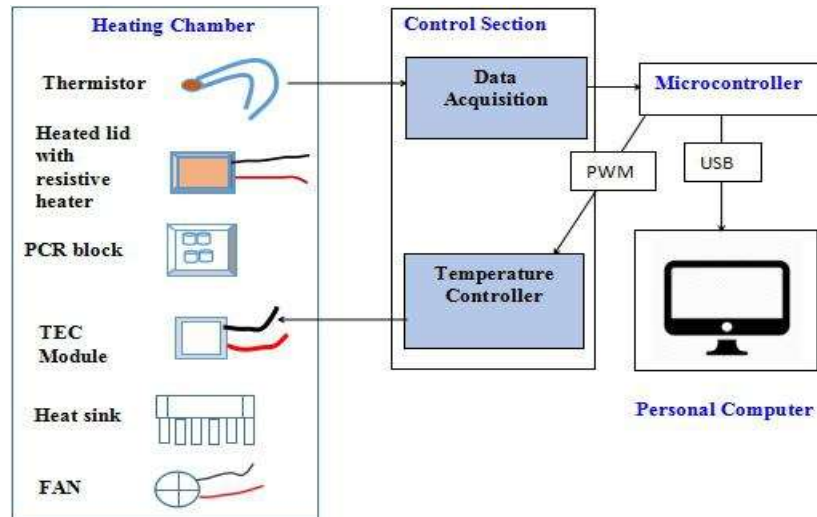 Heating Chamber
Thermistor
Heated lid
with
resistive
heater
PCR block
TEC
Module
Heat sink
FAN
Control Section
Data
Acquisition
Temperature
Controller
Microcontroller
PWM
USB
Personal Computer